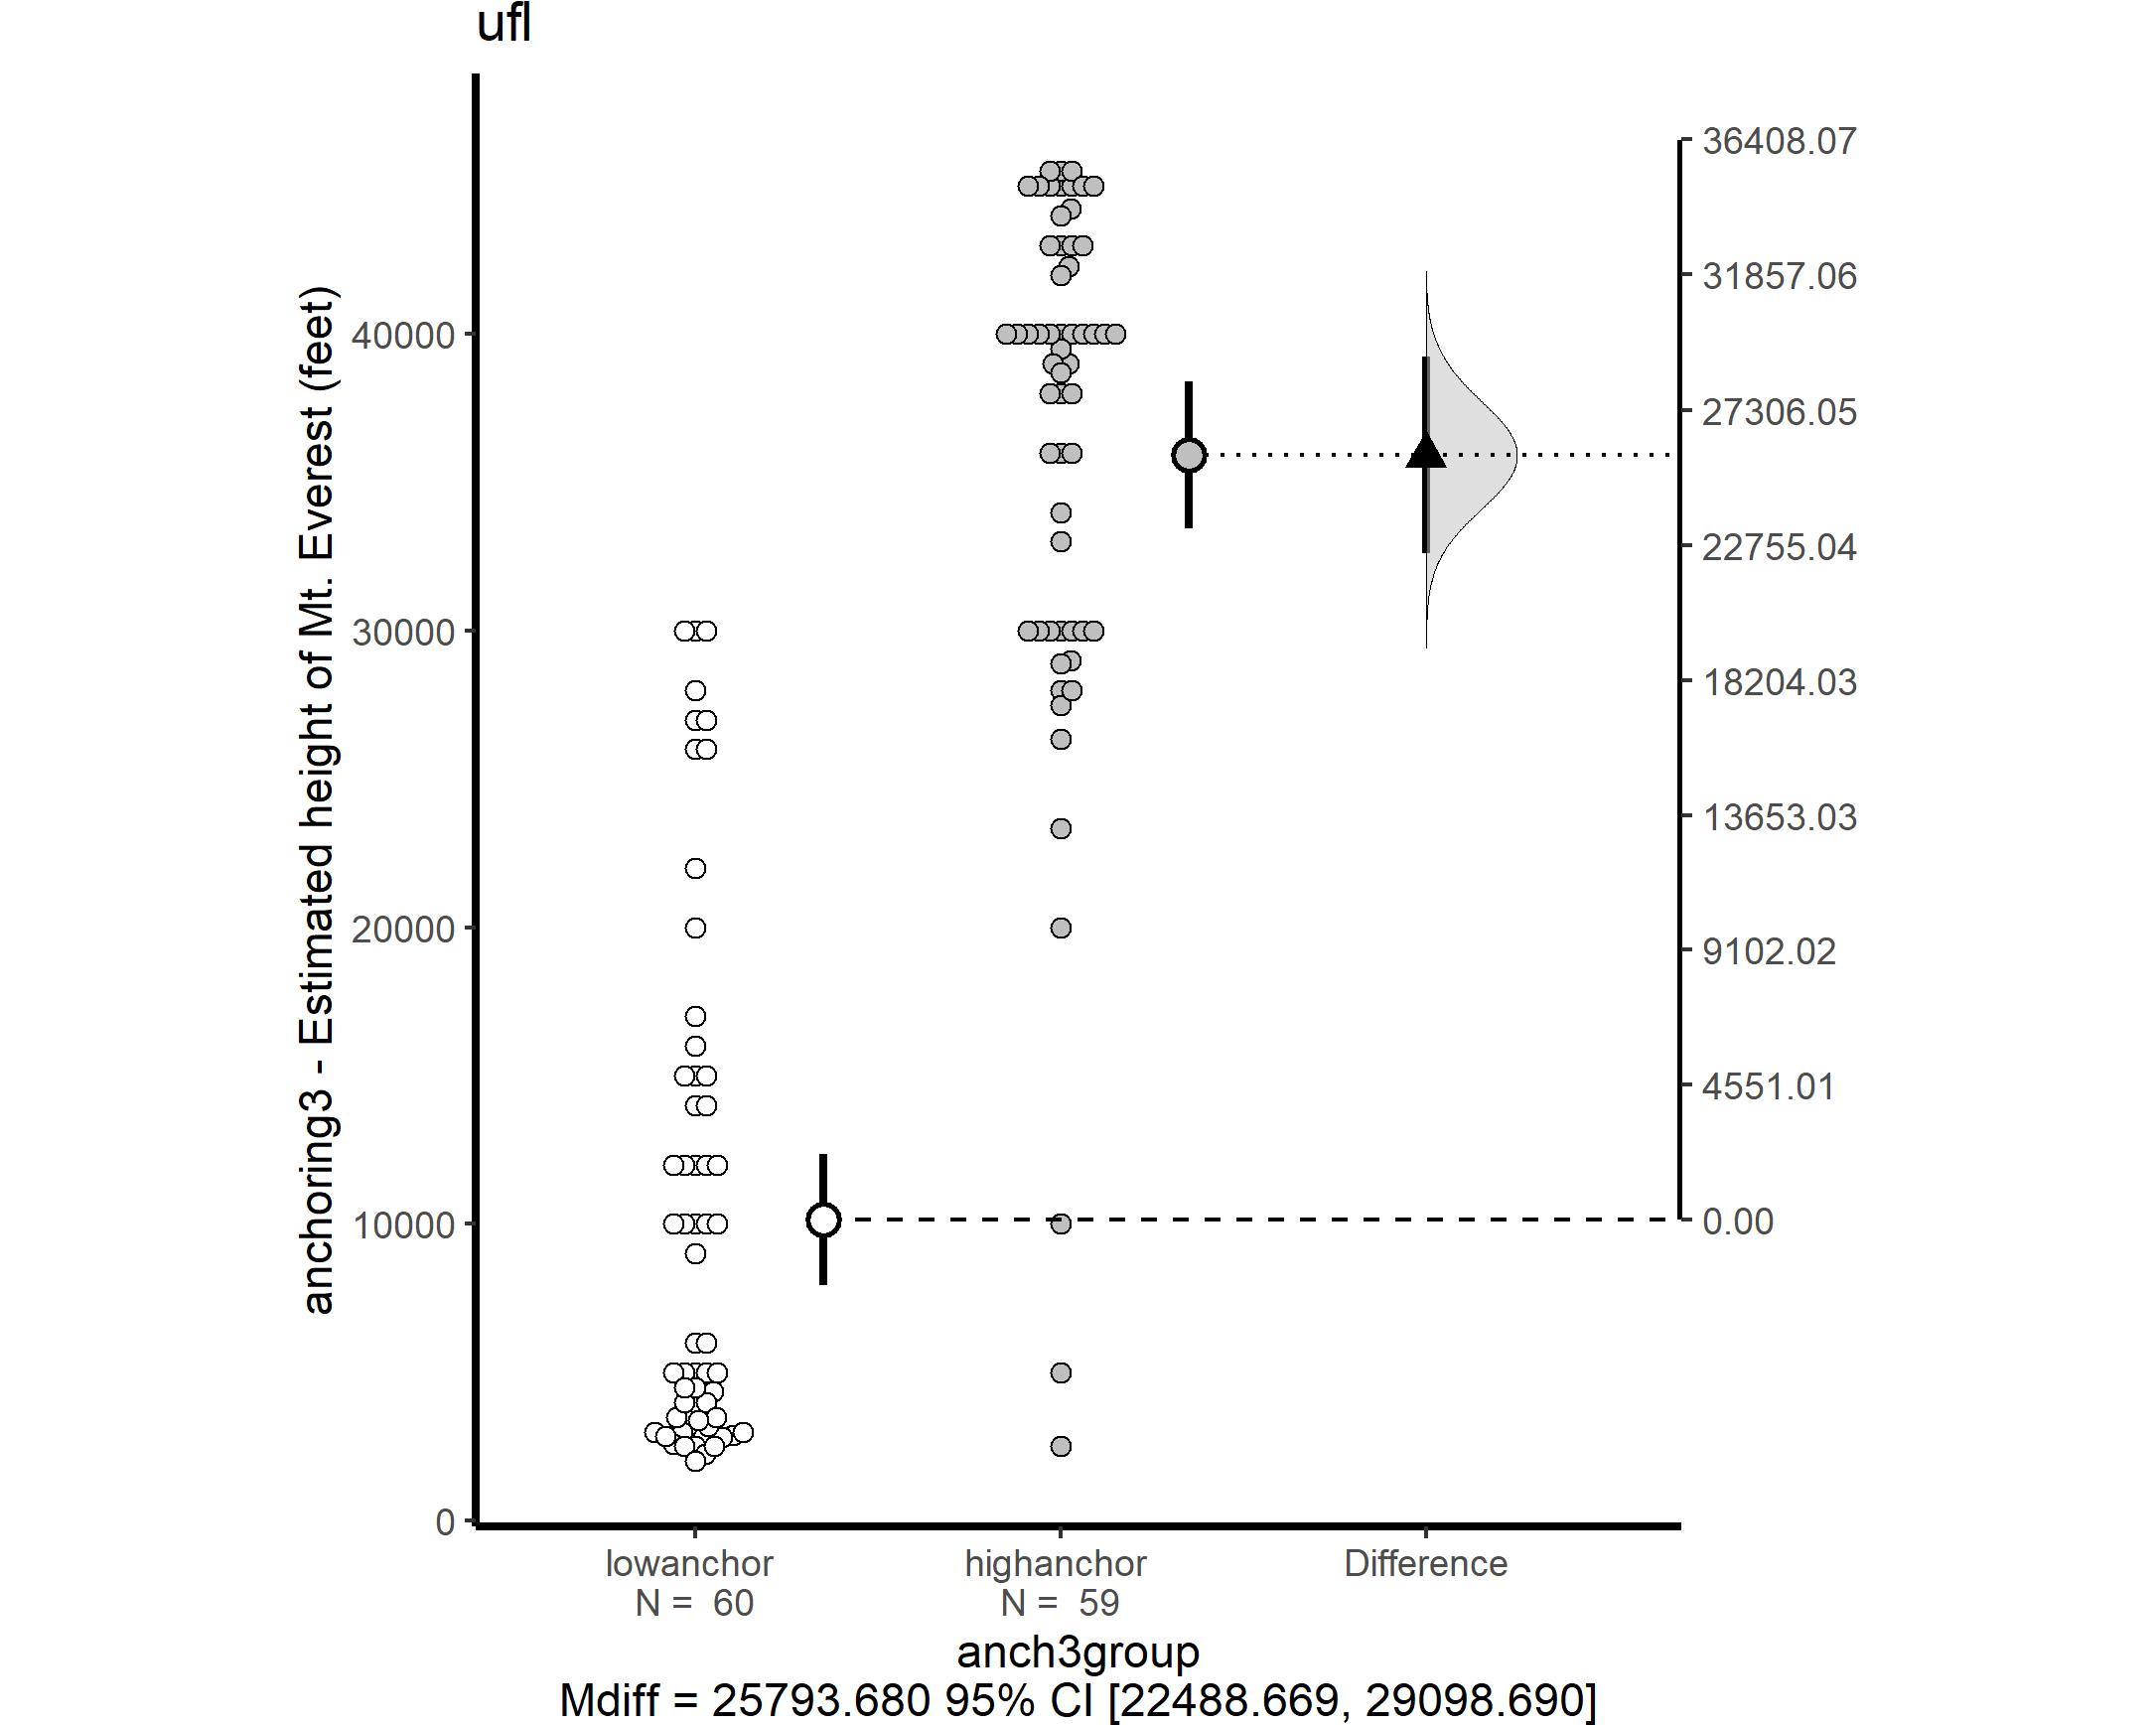 ufl
anchoring3 - Estimated height of Mt. Everest (feet)
40000
30000
20000
10000
0
36408.07
31857.06
27306.05
22755.04
18204.03
13653.03
9102.02
4551.01
0.00
lowanchor
N =  60
highanchor
N =  59
Difference
anch3group
Mdiff = 25793.680 95% CI [22488.669, 29098.690]